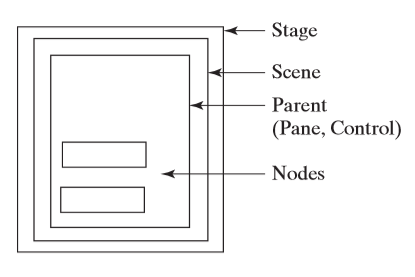 Stage
Scene
Parent
(Pane, Control)
Nodes